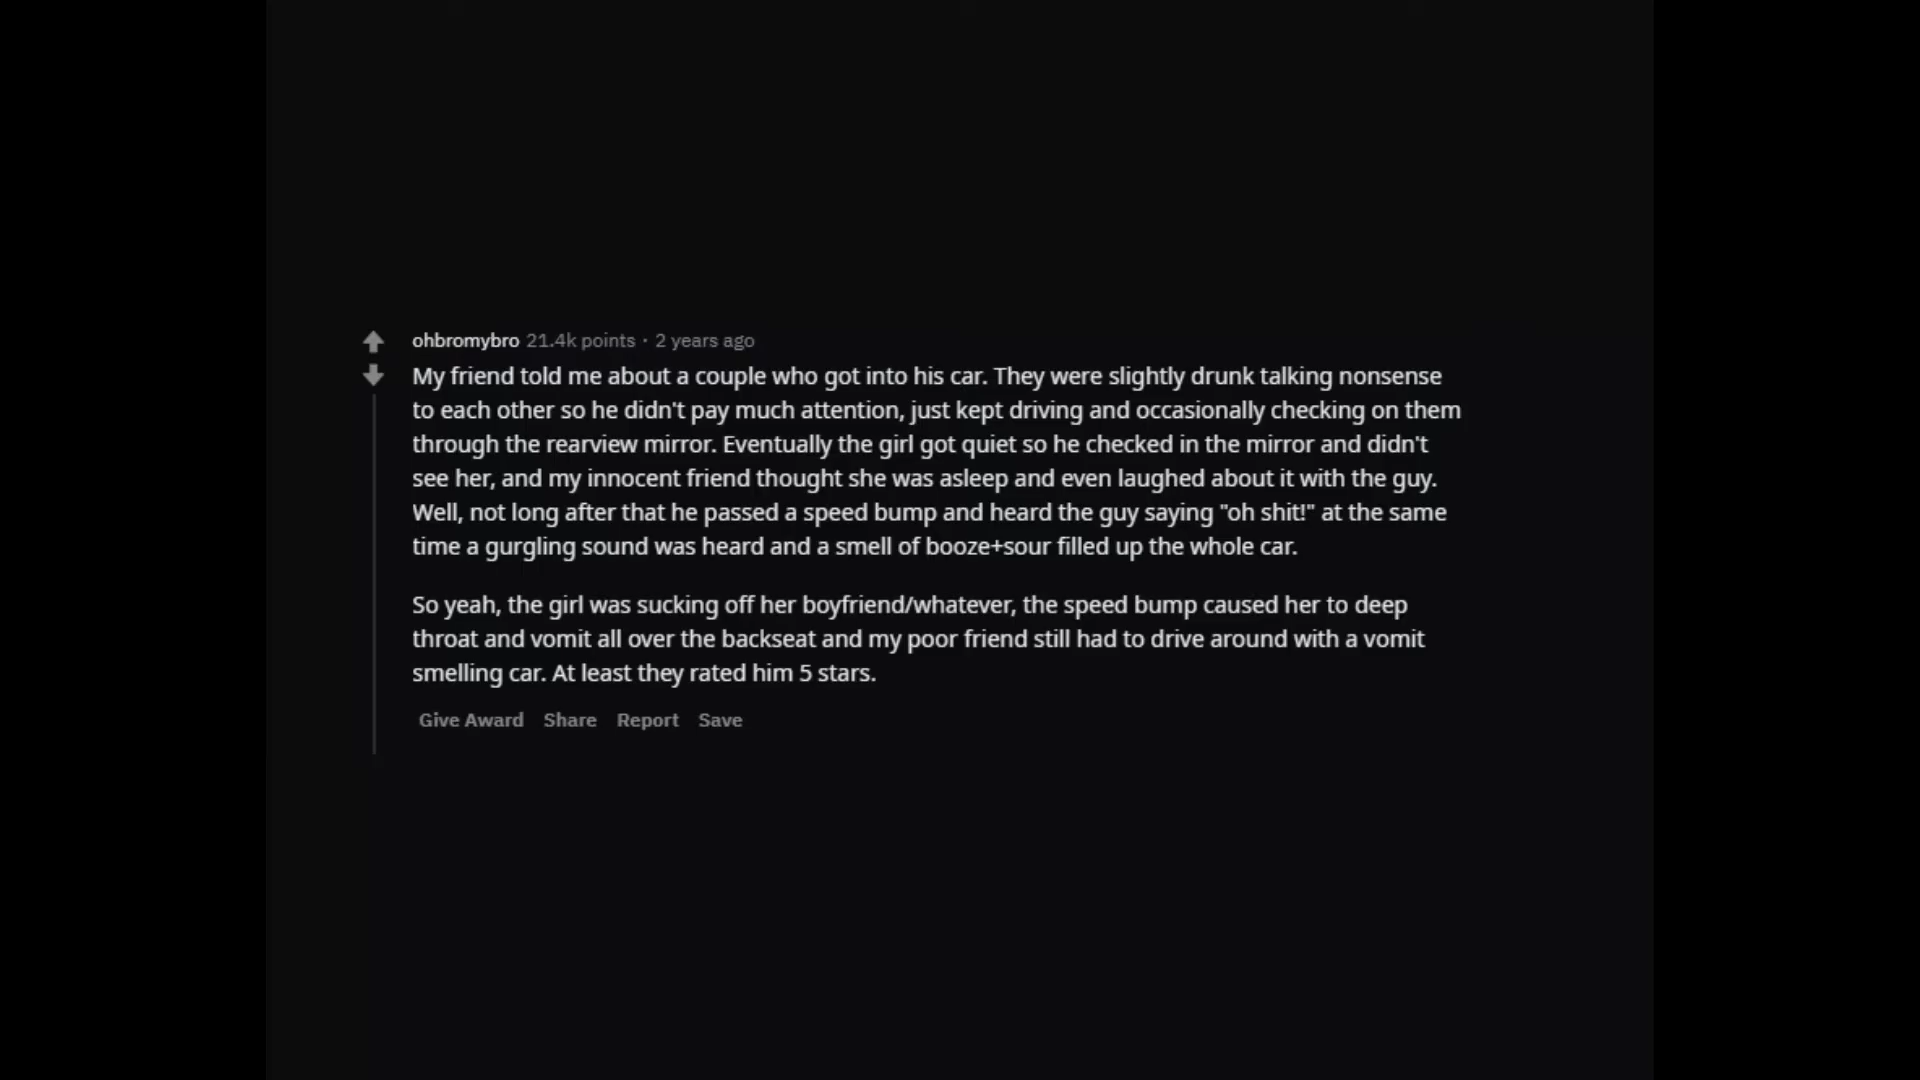 ohbromybro 21.4k points · 2 years ago
My friend told me about a couple who got into his car. They were slightly drunk talking nonsense
to each other so he didn't pay much attention, just kept driving and occasionally checking on them
through the rearview mirror. Eventually the girl got quiet so he checked in the mirror and didn't
see her, and my innocent friend thought she was asleep and even laughed about it with the guy.
Well, not long after that he passed a speed bump and heard the guy saying "oh shit!" at the same
time a gurgling sound was heard and a smell of booze+sour filled up the whole car.
So yeah, the girl was sucking off her boyfriend/whatever, the speed bump caused her to deep
throat and vomit all over the backseat and my poor friend still had to drive around with a vomit
smelling car. At least they rated him 5 stars.
Give Award Share Report Save